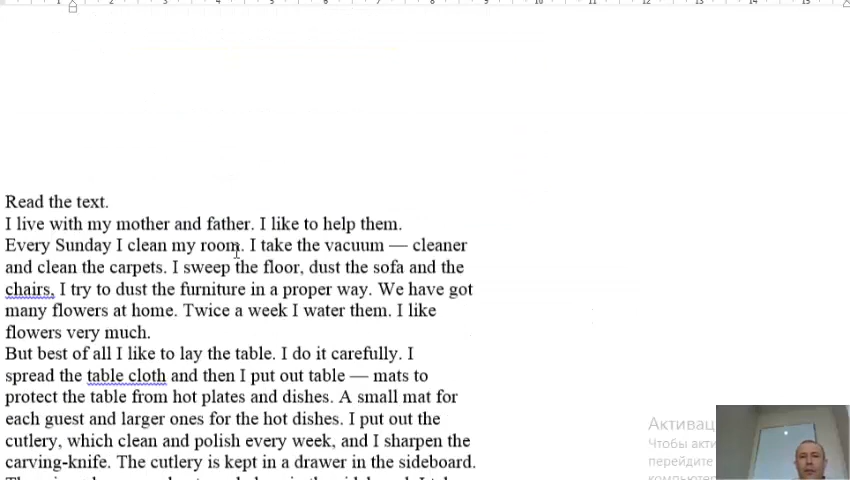 Read the text.
I live with my mother and father. I like to help them.
Every Sunday I clean my room. I take the vacuum — cleaner
and clean the carpets. I sweep the floor, dust the sofa and the
chairs, I try to dust the furniture in a proper way. We have got
many flowers at home. Twice a week I water them. I like
flowers very much.
But best of all I like to lay the table. I do it carefully. I
spread the table cloth and then I put out table — mats to
protect the table from hot plates and dishes. A small mat for
each guest and larger ones for the hot dishes. I put out the
cutlery, which clean and polish every week, and I sharpen the
carving-knife. The cutlery is kept in a drawer in the sideboard.
Активац
Чтобы акти
перейдите
компьютер